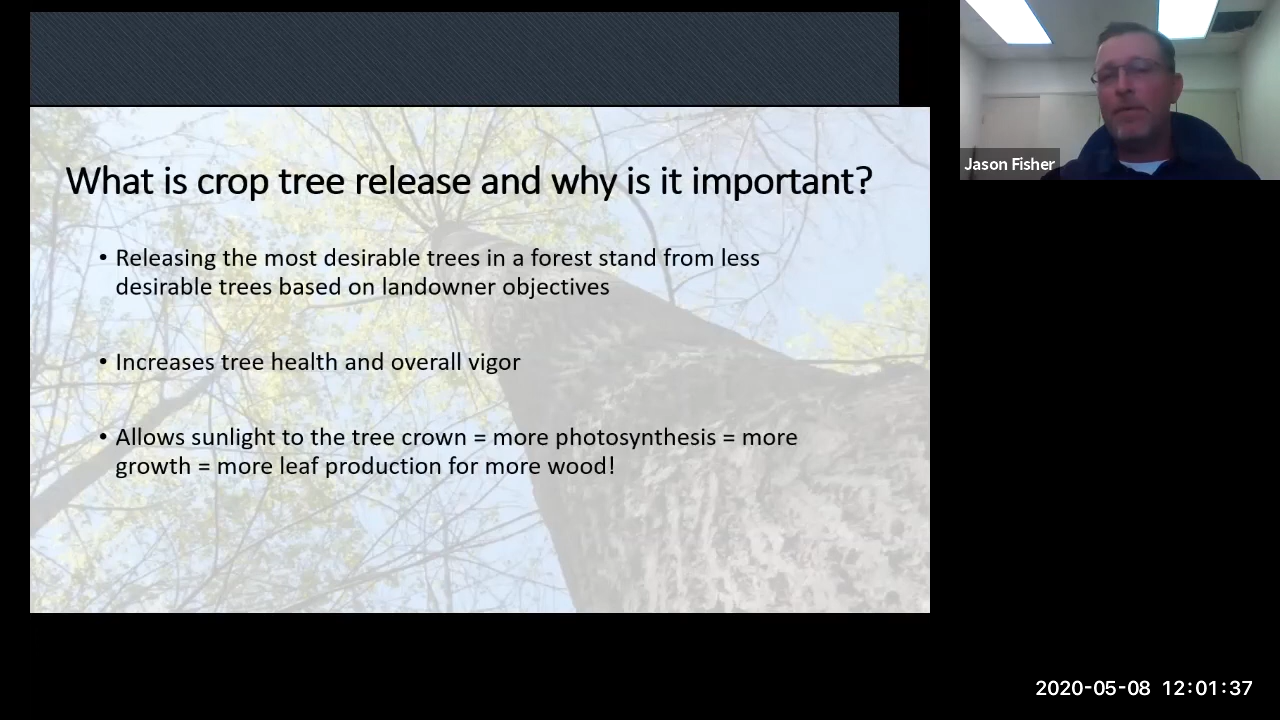 What is crop tree release and why is it important?
• Releasing the most desirable trees in a forest stand from less
desirable trees based on landowner objectives
• Increases tree health and overall vigor
• Allows sunlight to the tree crown = more photosynthesis = more
growth = more leaf production for more wood!
Jason Fisher
2020-05-08 12:01:37